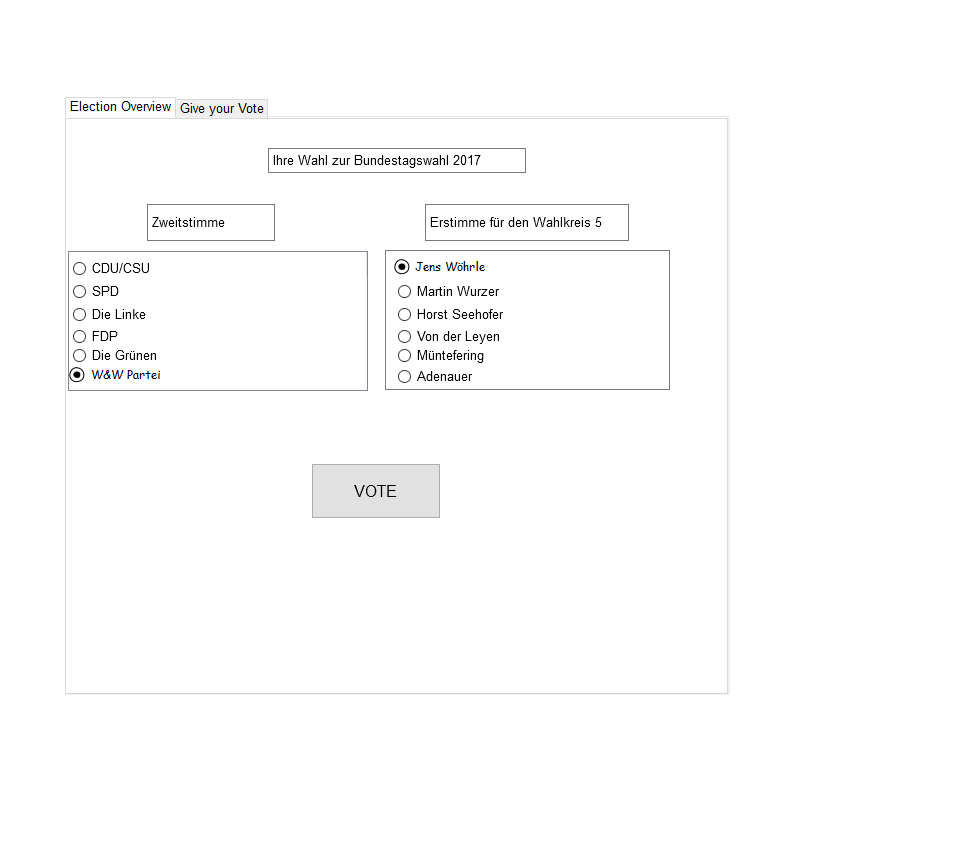 Election Overview Give your Vote
Ihre Wahl zur Bundestagswahl 2017
Zweitstimme
Erstimme für den Wahlkreis 5
CDU/CSU
SPD
Die Linke
FDP
Die Grünen
W&W Partei
Jens Wöhrle
Martin Wurzer
Horst Seehofer
Von der Leyen
Müntefering
Adenauer
VOTE